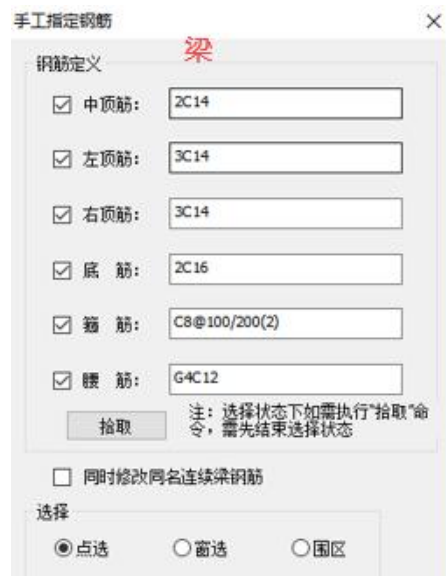 手工指定钢筋
梁
钢筋定义
中顶筋： 2C14
左顶筋： 3C14
右顶筋： 3C14
底 筋： 2C16
箍 筋： C8@100/200(2)
腰 筋： G4C12
拾取
注：选择状态下如需执行"拾取"命
令，需先结束选择状态
同时修改同名连续梁钢筋
选择
点选 窗选 围区